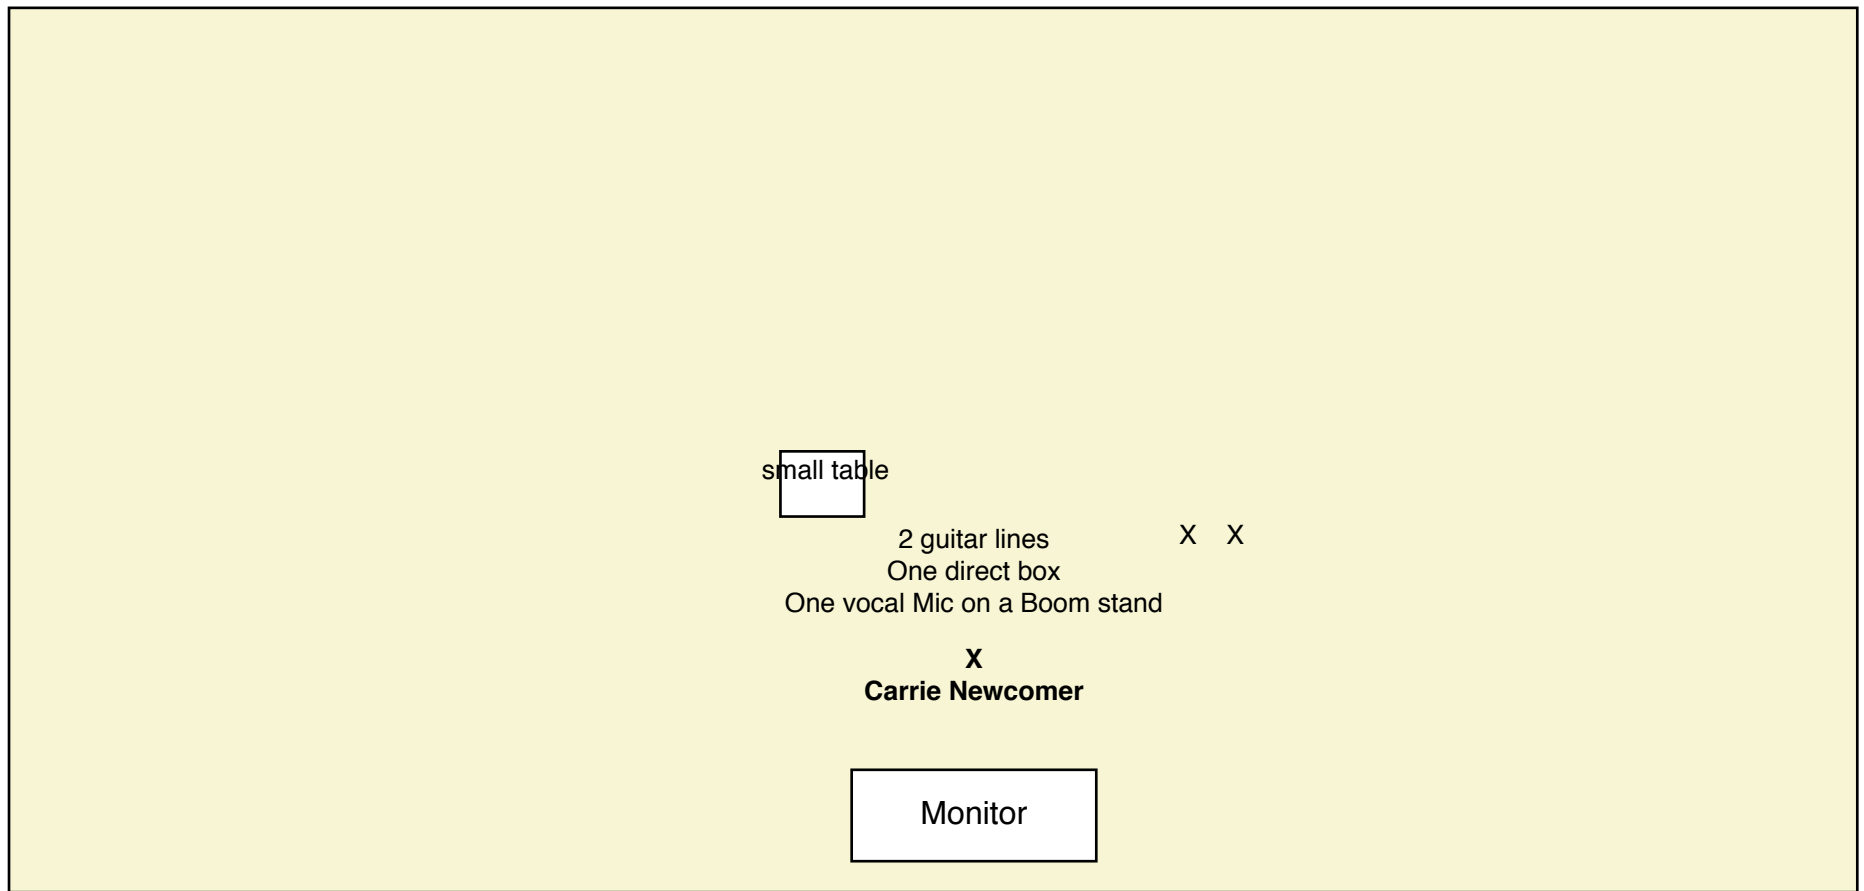 small table
2 guitar lines
X X
One direct box
One vocal Mic on a Boom stand
X
Carrie Newcomer
Monitor